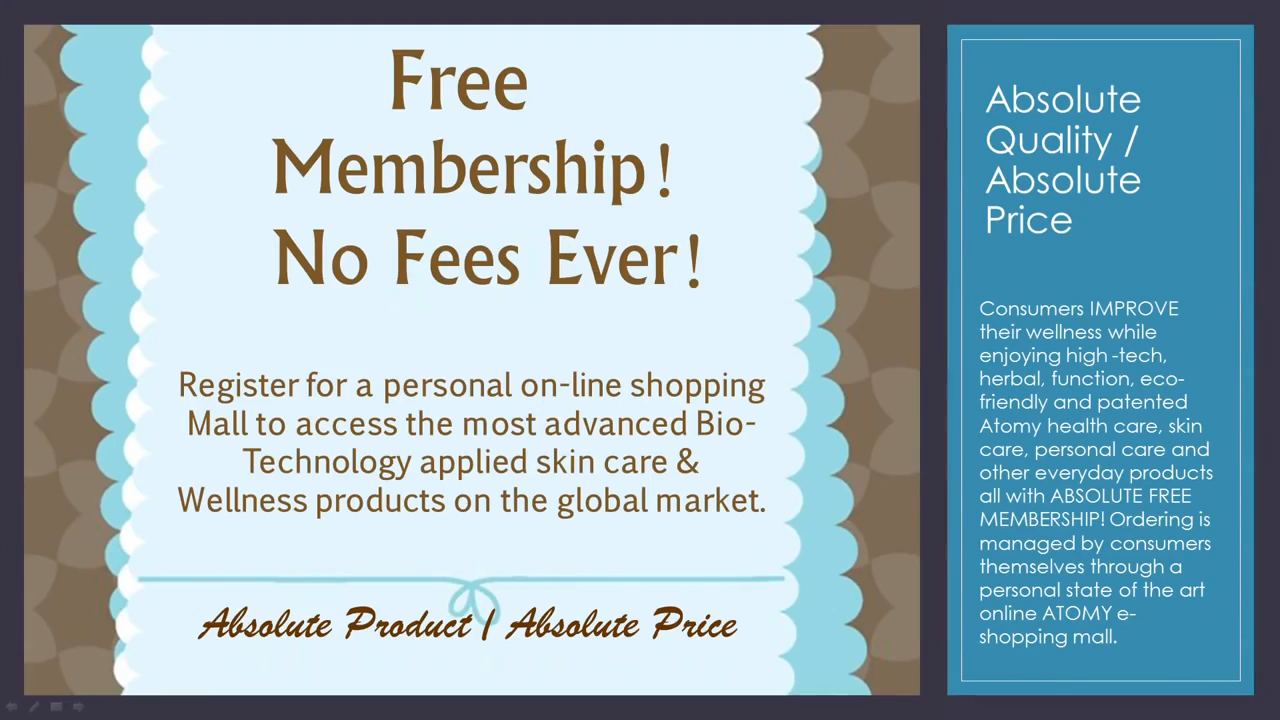 Free
Membership!
No Fees Ever!
Register for a personal on-line shopping
Mall to access the most advanced Bio-
Technology applied skin care &
Wellness products on the global market.
Absolute Product / Absolute Price
Absolute
Quality /
Absolute
Price
Consumers IMPROVE
their wellness while
enjoying high -tech,
herbal, function, eco-
friendly and patented
Atomy health care, skin
care, personal care and
other everyday products
all with ABSOLUTE FREE
MEMBERSHIP! Ordering is
managed by consumers
themselves through a
personal state of the art
online ATOMY e-
shopping mall.